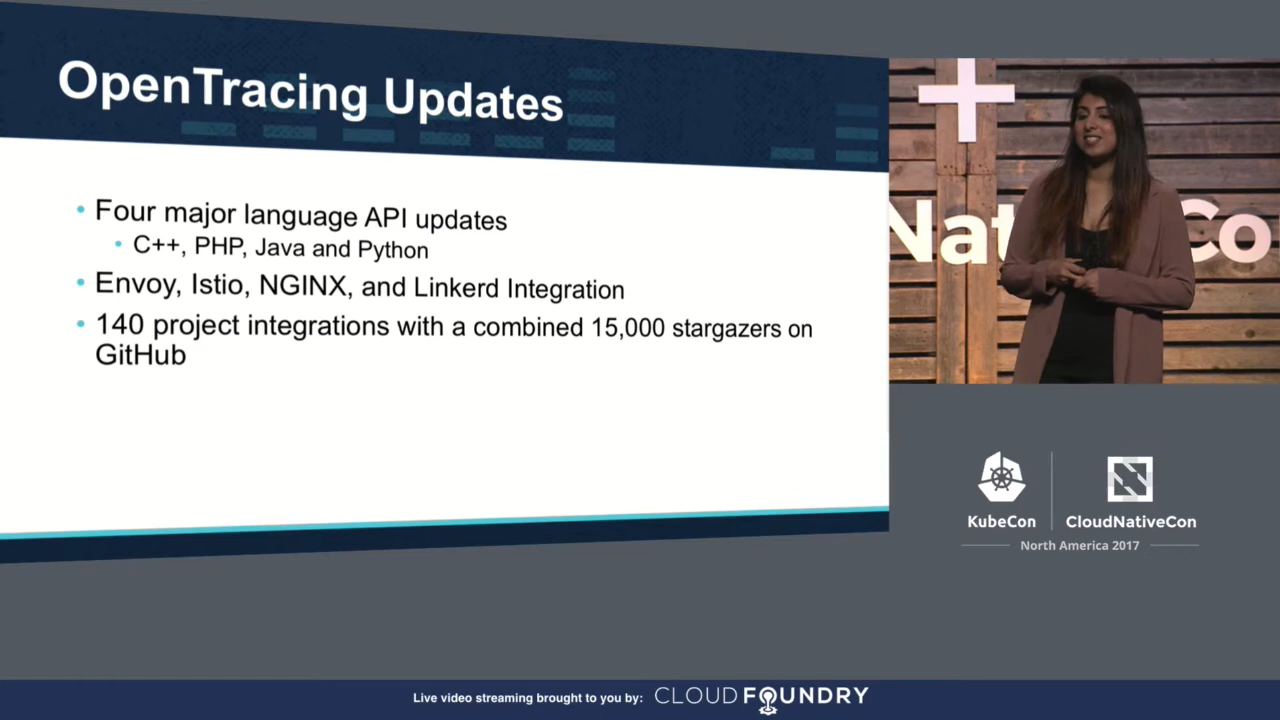 OpenTracing Updates
• Four major language API updates
• C++, PHP, Java and Python
• Envoy, Istio, NGINX, and Linkerd Integration
• 140 project integrations with a combined 15,000 stargazers on
GitHub
Nat Co
KubeCon
CloudNativeCon
North America 2017
Live video streaming brought to you by: CLOUD FOUNDRY